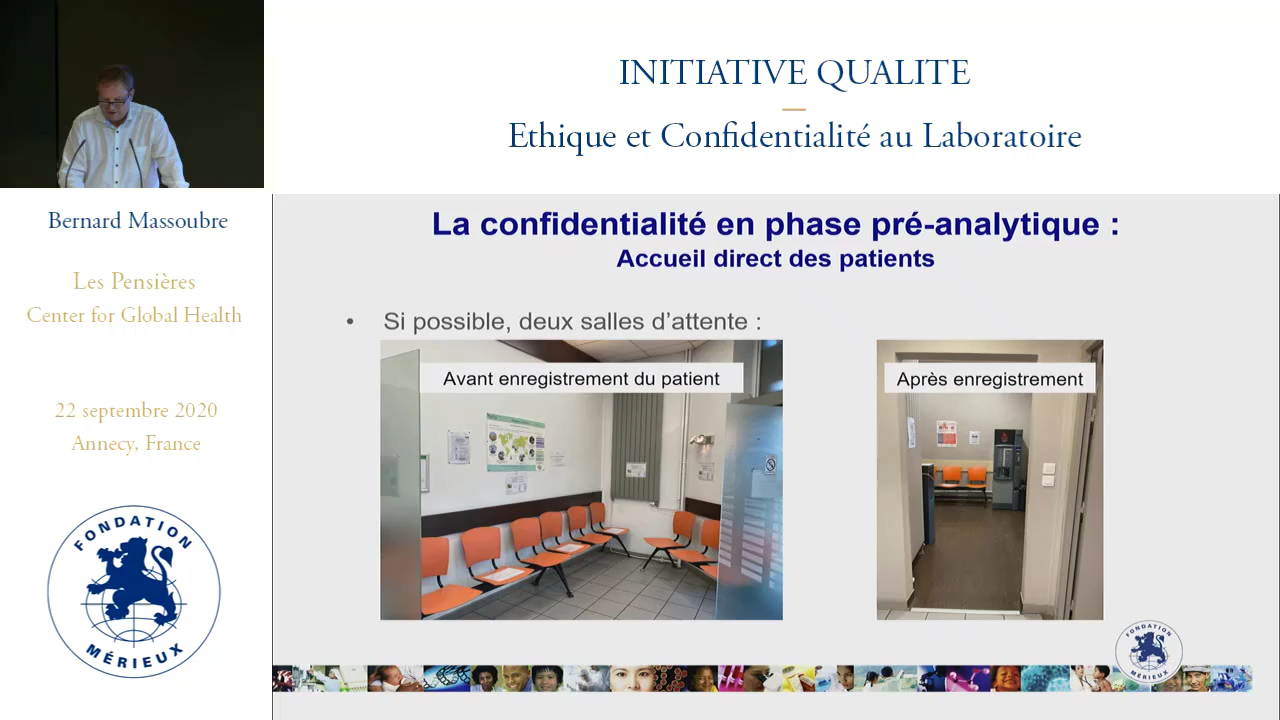 INITIATIVE QUALITE
Ethique et Confidentialité au Laboratoire
Bernard Massoubre
Les Pensières
Center for Global Health
22 septembre 2020
Annecy, France
FONDATION
MÉRIEUX
La confidentialité en phase pré-analytique :
Accueil direct des patients
• Si possible, deux salles d'attente :
Avant enregistrement du patient
Après enregistrement
FONDATION
MÉRIEUX